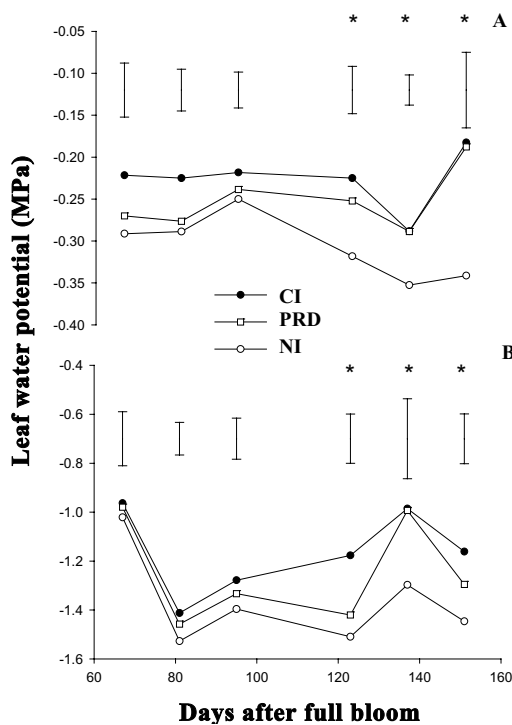 * * * A
-0.05
-0.10
-0.15
-0.20
-0.25
-0.30
-0.35
-0.40
CI
PRD
NI
Leaf water potential (MPa)
* * * B
-0.4
-0.6
-0.8
-1.0
-1.2
-1.4
-1.6
60 80 100 120 140 160
Days after full bloom